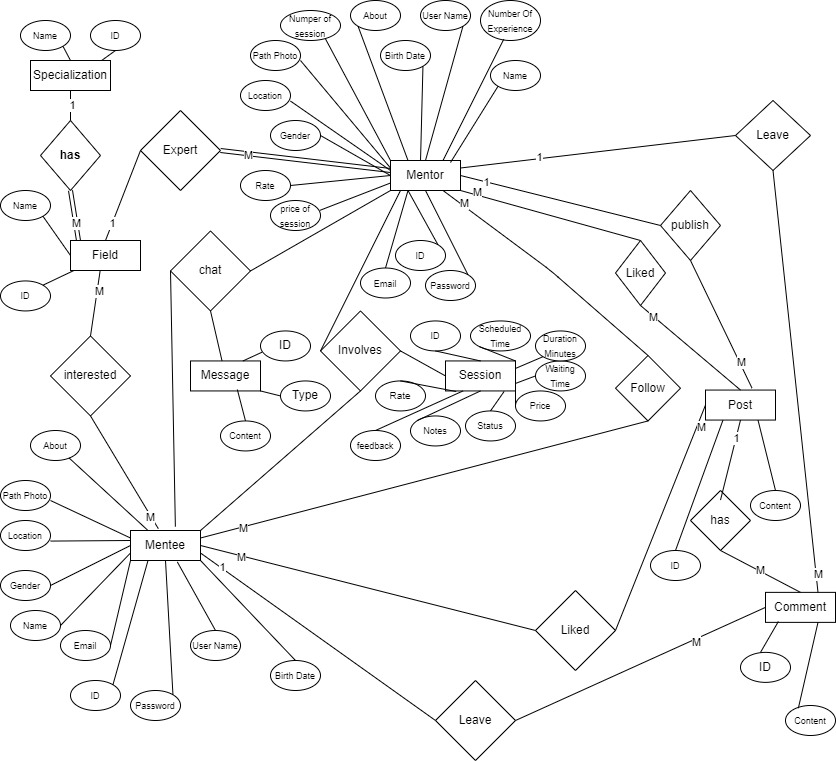 About
User Name
Number Of
Experience
Numper of
session
Name
ID
Path Photo
Birth Date
Specialization
Name
Location
1
Gender
Leave
has
Expert
M
1
Mentor
Rate
1
M
M
Name
price of
session
M
1
publish
Field
chat
ID
Liked
Email
Password
ID
M
M
ID
Involves
ID
Scheduled
Time
Duration
Minutes
M
interested
Message
Session
Waiting
Time
Follow
Type
Rate
Price
Post
Content
feedback
Notes
Status
M
1
About
Path Photo
Content
M
has
Location
M
Mentee
M
1
ID
M
M
Gender
Comment
Name
Email
User Name
Liked
M
ID
Birth Date
ID
Password
Leave
Content